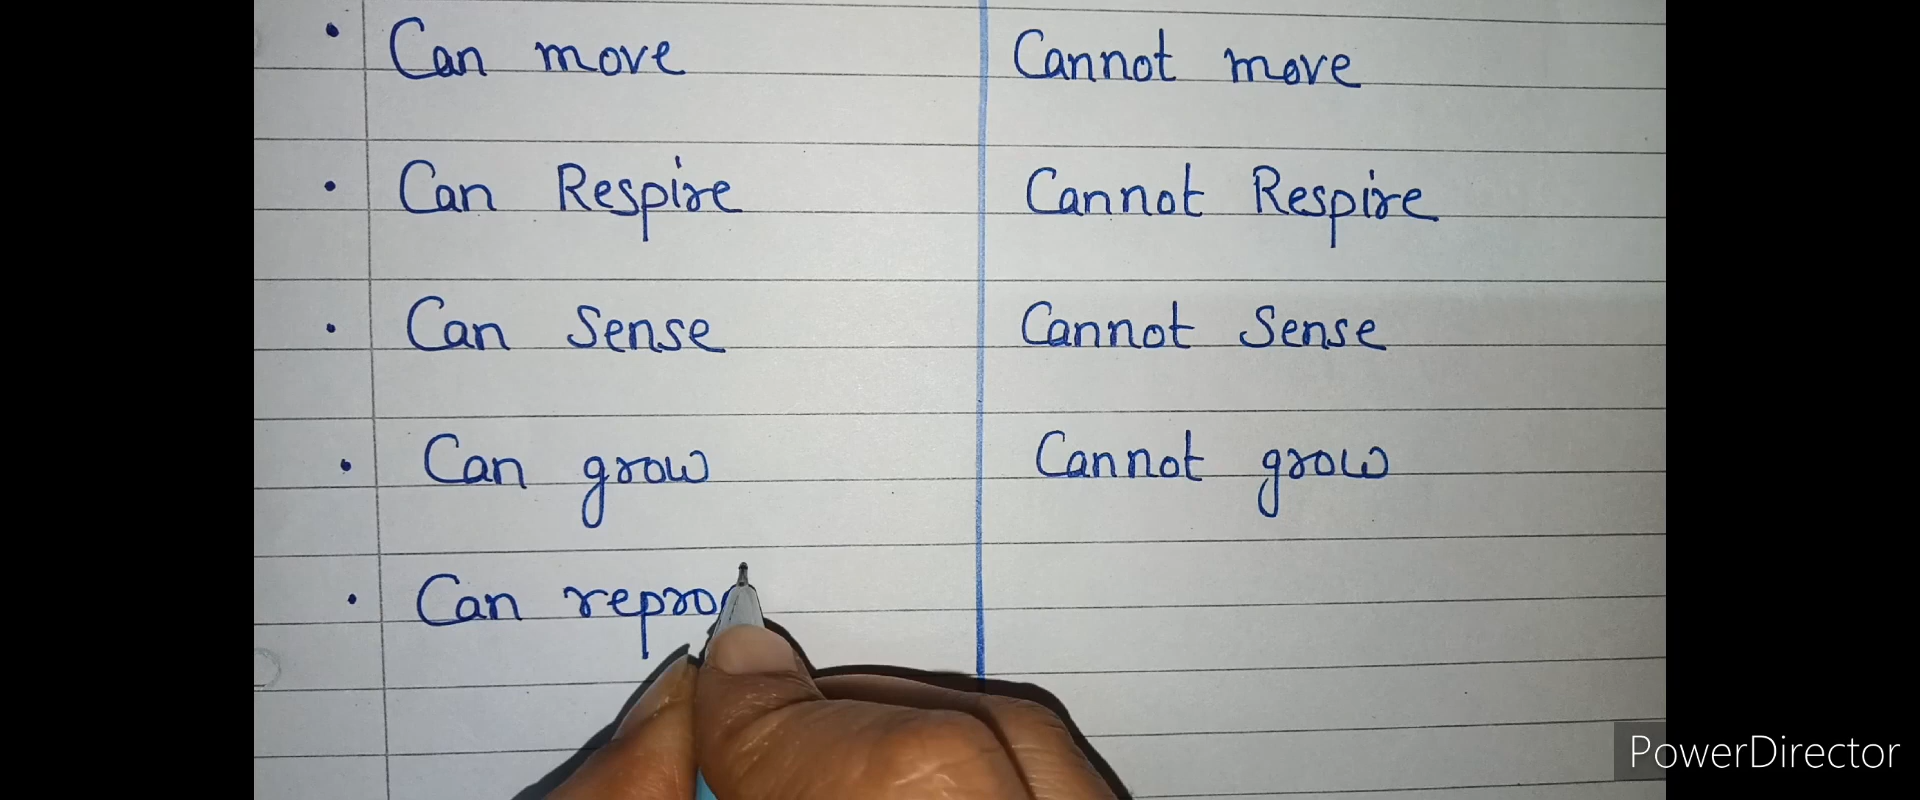 • Can move Cannot move
• Can Respire Cannot Respire
• Can Sense Cannot Sense
• Can grow Cannot grow
• Can repro
PowerDirector